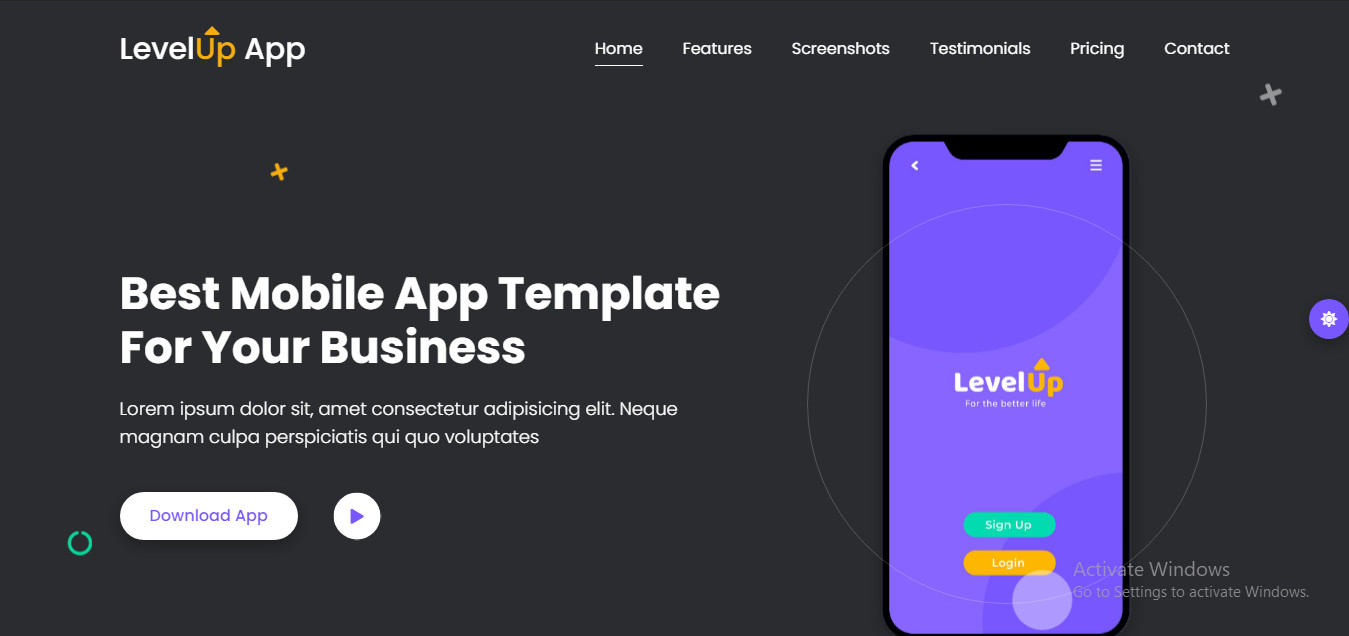 LevelUp App
Home Features Screenshots Testimonials Pricing Contact
Best Mobile App Template
For Your Business
Lorem ipsum dolor sit, amet consectetur adipisicing elit. Neque
magnam culpa perspiciatis qui quo voluptates
Download App
LevelUp
For the better life
Sign Up
Login
Activate Windows
Go to Settings to activate Windows.